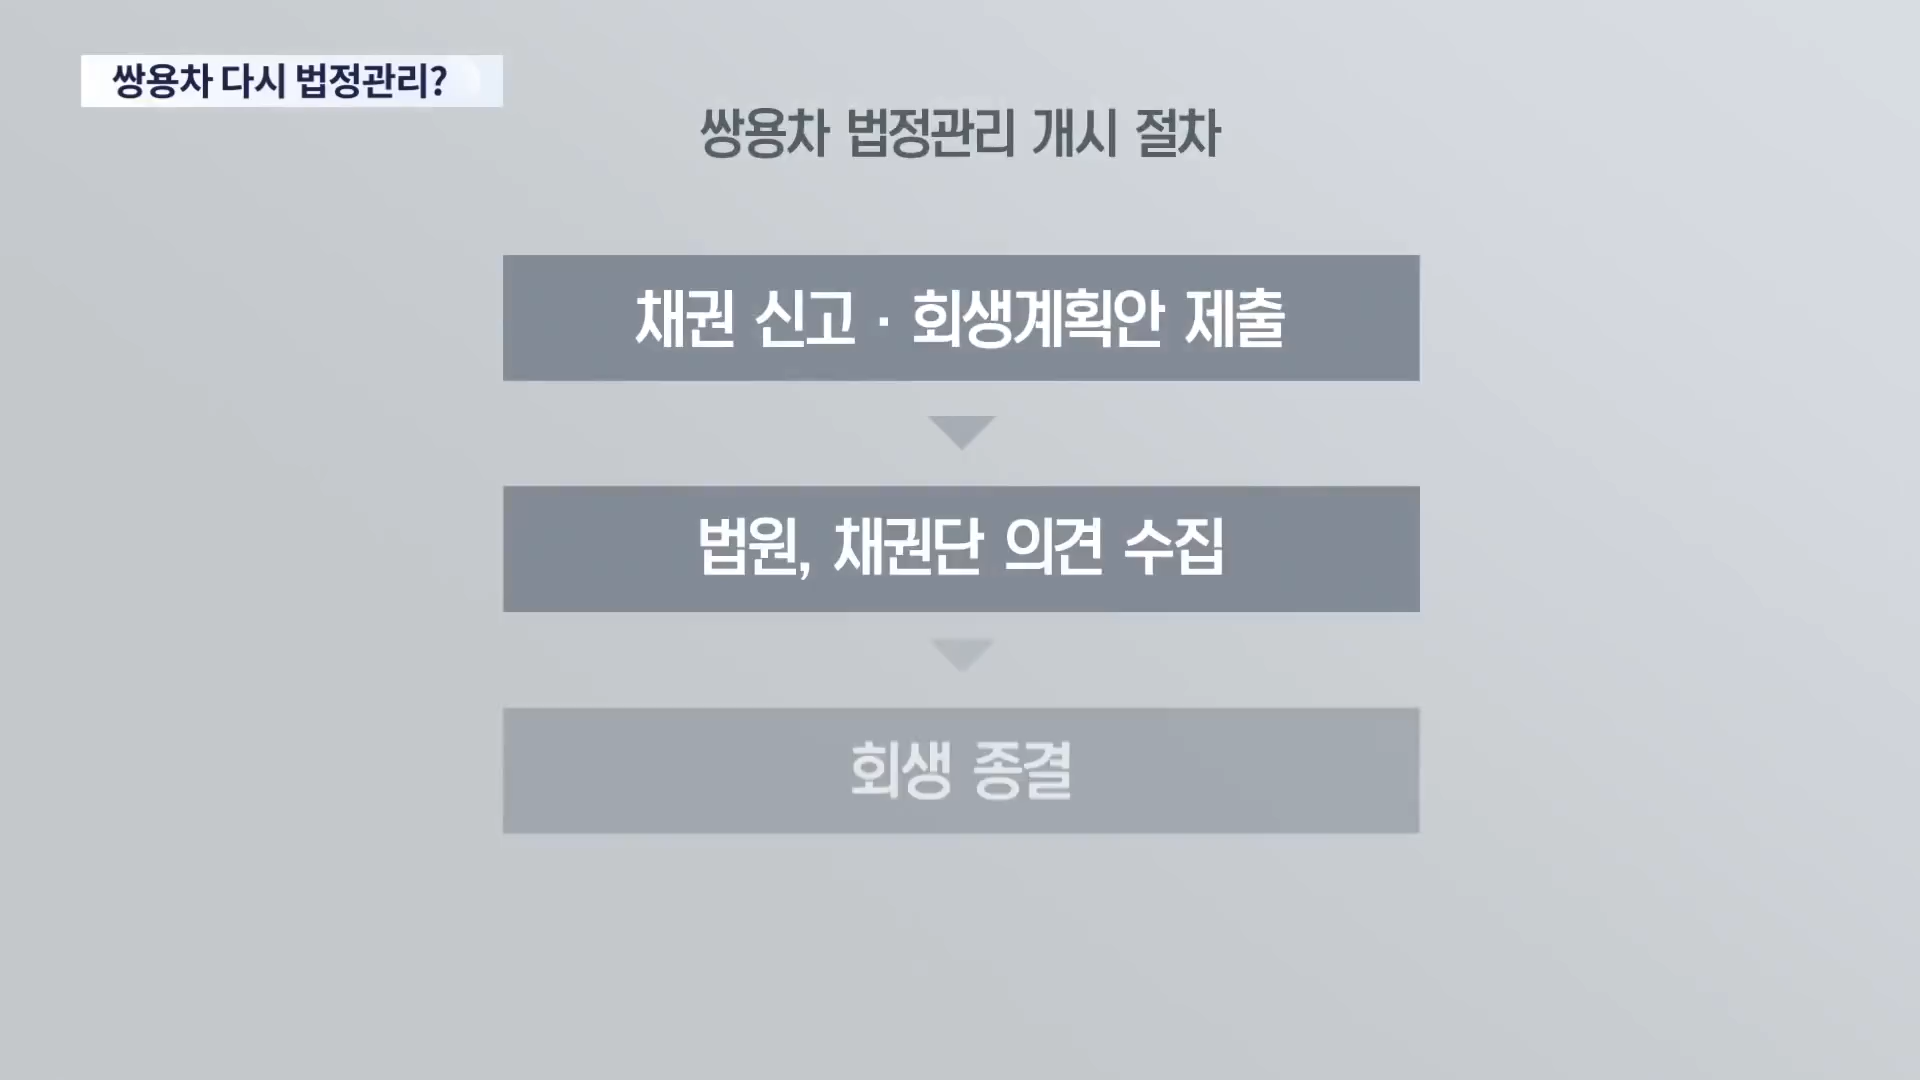 쌍용차 다시 법정관리?
쌍용차 법정관리 개시 절차
채권 신고 · 회생계획안 제출
법원, 채권단 의견 수집
회생 종결